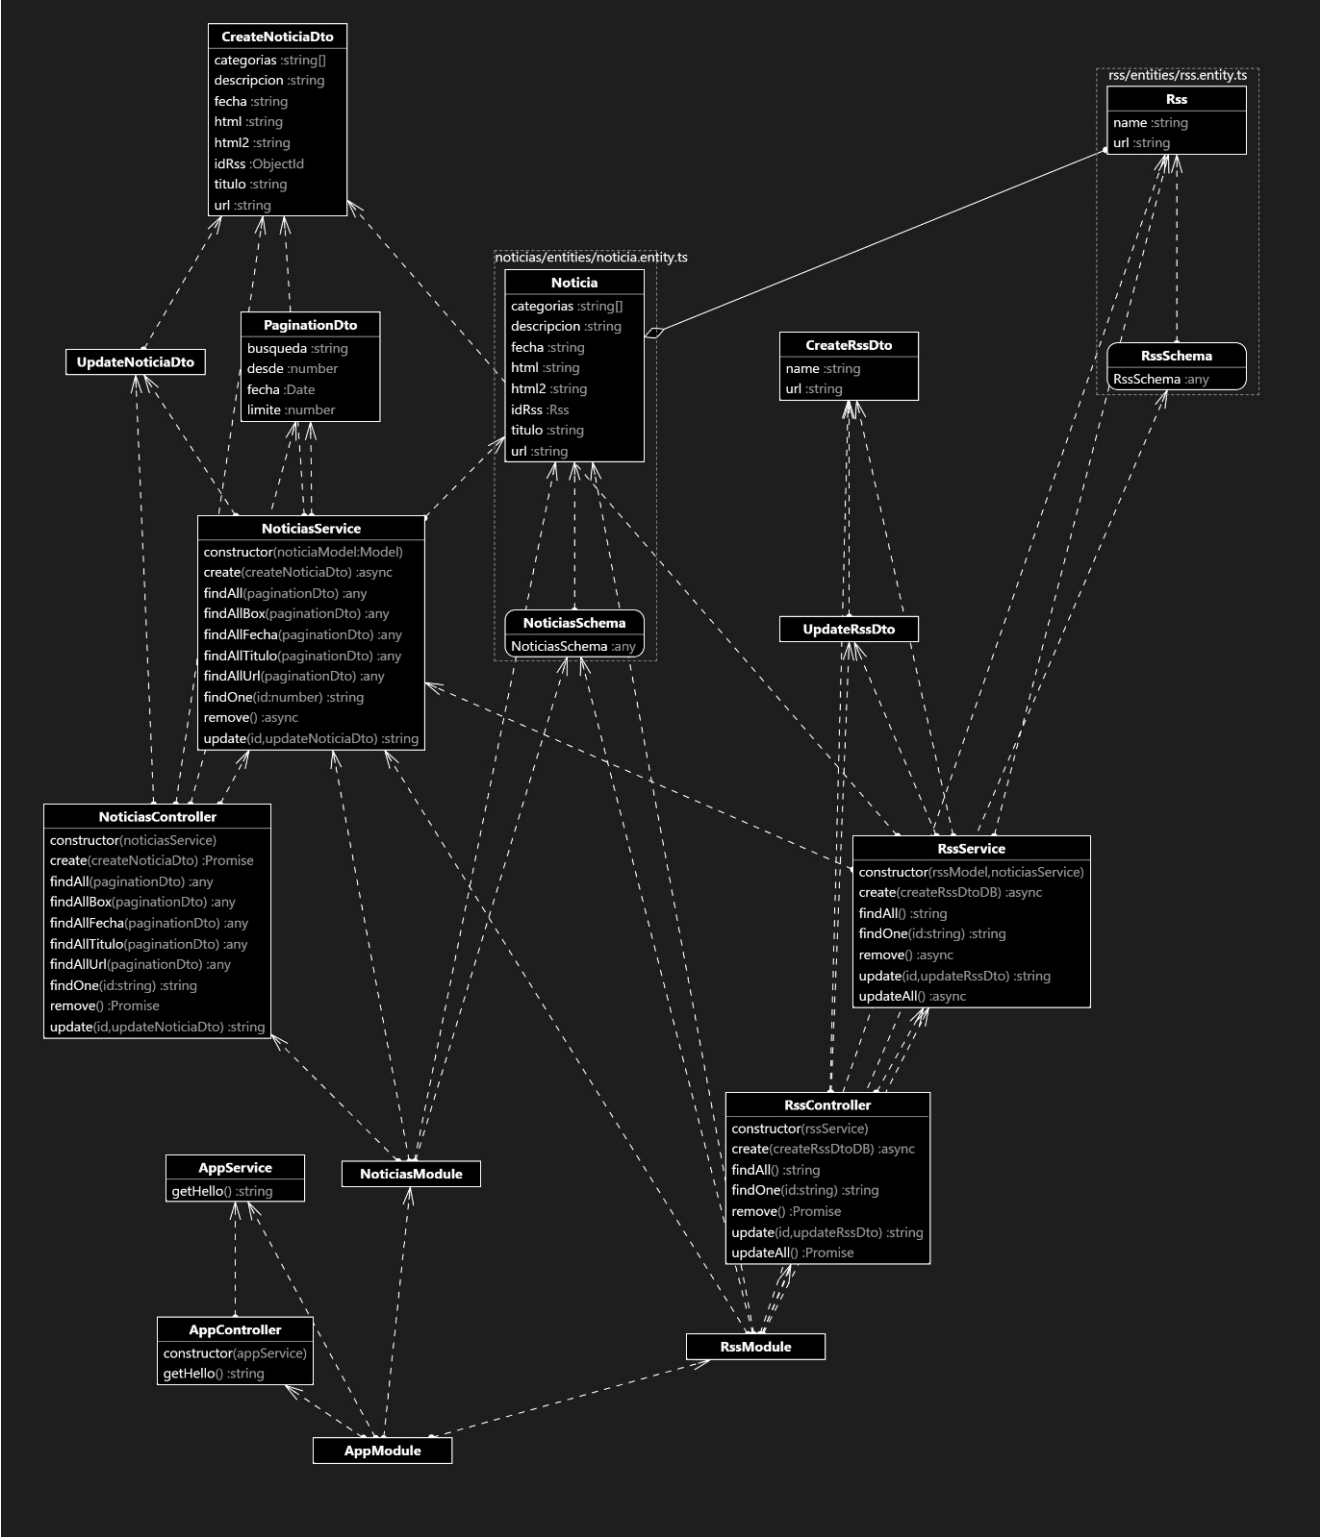 CreateNoticiaDto
categorias :string[]
descripcion :string
fecha :string
html :string
html2 :string
idRss :ObjectId
titulo :string
url :string
rss/entities/rss.entity.ts
Rss
name :string
url :string
noticias/entities/noticia.entity.ts
Noticia
categorias :string[]
descripcion :string
fecha :string
html :string
html2 :string
idRss :Rss
titulo :string
url :string
PaginationDto
busqueda :string
desde :number
fecha :Date
limite :number
UpdateNoticiaDto
CreateRssDto
name :string
url :string
RssSchema
RssSchema :any
NoticiasService
constructor(noticiaModel:Model)
create(createNoticiaDto) :async
findAll(paginationDto) :any
findAllBox(paginationDto) :any
findAllFecha(paginationDto) :any
findAllTitulo(paginationDto) :any
findAllUrl(paginationDto) :any
findOne(id:number) :string
remove() :async
update(id,updateNoticiaDto) :string
NoticiasSchema
NoticiasSchema :any
UpdateRssDto
NoticiasController
constructor(noticiasService)
create(createNoticiaDto) :Promise
findAll(paginationDto) :any
findAllBox(paginationDto) :any
findAllFecha(paginationDto) :any
findAllTitulo(paginationDto) :any
findAllUrl(paginationDto) :any
findOne(id:string) :string
remove() :Promise
update(id,updateNoticiaDto) :string
RssService
constructor(rssModel,noticiasService)
create(createRssDtoDB) :async
findAll() :string
findOne(id:string) :string
remove() :async
update(id,updateRssDto) :string
updateAll() :async
RssController
constructor(rssService)
create(createRssDtoDB) :async
findAll() :string
findOne(id:string) :string
remove() :Promise
update(id,updateRssDto) :string
updateAll() :Promise
AppService
getHello() :string
NoticiasModule
AppController
constructor(appService)
getHello() :string
RssModule
AppModule